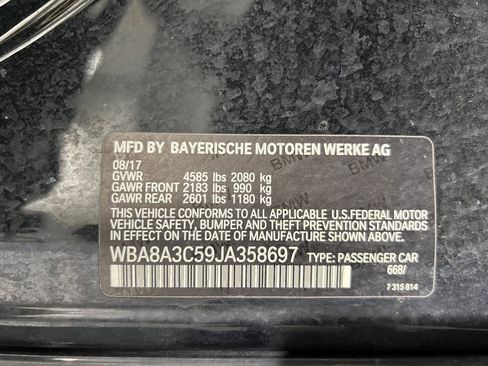 MFD BY BAYERISCHE MOTOREN WERKE AG
08/17
GVWR 4585 lbs 2080 kg
GAWR FRONT 2183 lbs 990 kg
GAWR REAR 2601 lbs 1180 kg
THIS VEHICLE CONFORMS TO ALL APPLICABLE U.S.FEDERAL MOTOR
VEHICLE SAFETY, BUMPER, AND THEFT PREVENTION STANDARDS
IN EFFECT ON THE DATE OF MANUFACTURE SHOWN ABOVE.
WBA8A3C59JA358697 TYPE: PASSENGER CAR
668/
7 315 814